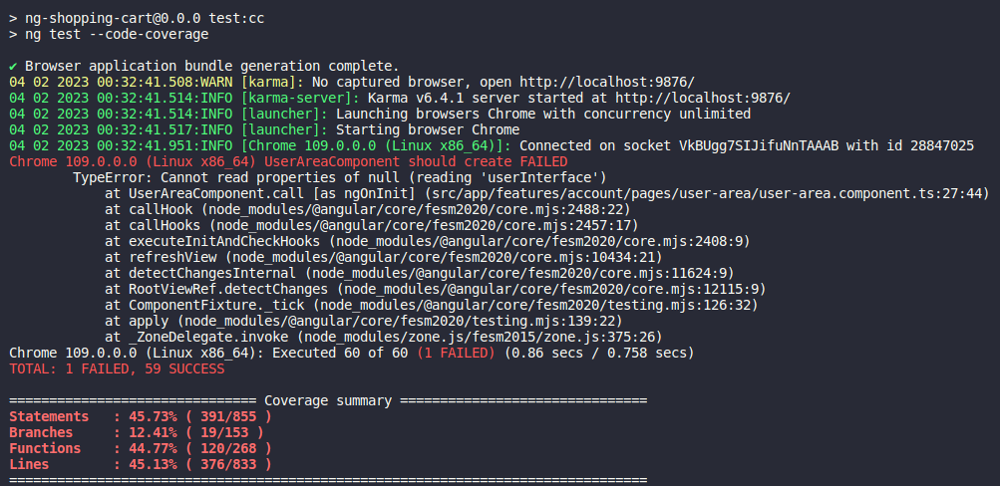 > ng-shopping-cart@0.0.0 test:cc
> ng test --code-coverage
✔ Browser application bundle generation complete.
04 02 2023 00:32:41.508:WARN [karma]: No captured browser, open http://localhost:9876/
04 02 2023 00:32:41.514:INFO [karma-server]: Karma v6.4.1 server started at http://localhost:9876/
04 02 2023 00:32:41.514:INFO [launcher]: Launching browsers Chrome with concurrency unlimited
04 02 2023 00:32:41.517:INFO [launcher]: Starting browser Chrome
04 02 2023 00:32:41.951:INFO [Chrome 109.0.0.0 (Linux x86_64)]: Connected on socket VkBUgg7SIJifuNnTAAAB with id 28847025
Chrome 109.0.0.0 (Linux x86_64) UserAreaComponent should create FAILED
TypeError: Cannot read properties of null (reading 'userInterface')
at UserAreaComponent.call [as ngOnInit] (src/app/features/account/pages/user-area/user-area.component.ts:27:44)
at callHook (node_modules/@angular/core/fesm2020/core.mjs:2488:22)
at callHooks (node_modules/@angular/core/fesm2020/core.mjs:2457:17)
at executeInitAndCheckHooks (node_modules/@angular/core/fesm2020/core.mjs:2408:9)
at refreshView (node_modules/@angular/core/fesm2020/core.mjs:10434:21)
at detectChangesInternal (node_modules/@angular/core/fesm2020/core.mjs:11624:9)
at RootViewRef.detectChanges (node_modules/@angular/core/fesm2020/core.mjs:12115:9)
at ComponentFixture._tick (node_modules/@angular/core/fesm2020/testing.mjs:126:32)
at apply (node_modules/@angular/core/fesm2020/testing.mjs:139:22)
at _ZoneDelegate.invoke (node_modules/zone.js/fesm2015/zone.js:375:26)
Chrome 109.0.0.0 (Linux x86_64): Executed 60 of 60 (1 FAILED) (0.86 secs / 0.758 secs)
TOTAL: 1 FAILED, 59 SUCCESS
=============================== Coverage summary ===============================
Statements   : 45.73% ( 391/855 )
Branches     : 12.41% ( 19/153 )
Functions    : 44.77% ( 120/268 )
Lines        : 45.13% ( 376/833 )
================================================================================